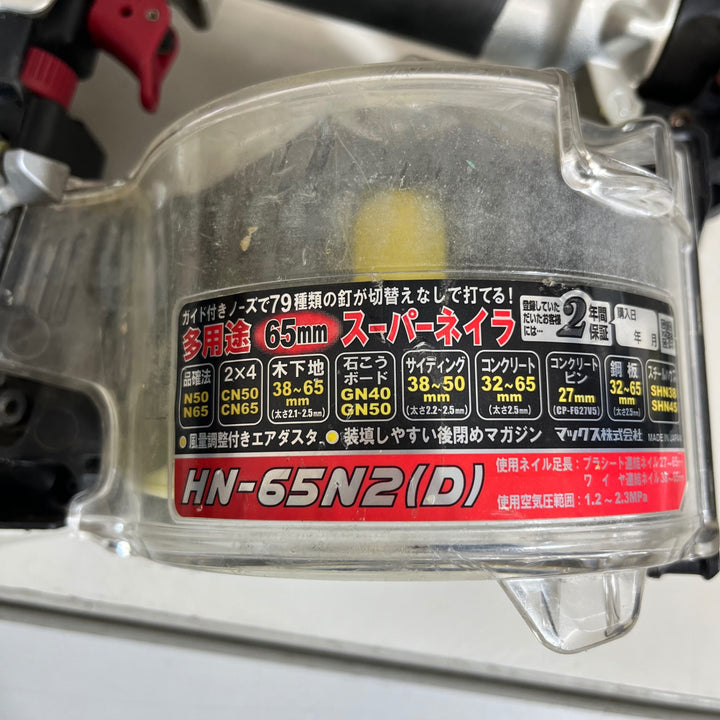 ガイド付きノーズで79種類の釘が切替えなしで打てる!
多用途 65mm スーパーネイラ
登録していた
だいたお客様
には…
2年間
保証
購入日
年 月
品確法
N50
N65
2×4
CN50
CN65
木下地
38~65
mm
(太さ2.1~2.5mm)
石こう
ボード
GN40
GN50
サイディング
38~50
mm
(太さ2.2~2.5mm)
コンクリート
32~65
mm
(太さ2.5mm)
コンクリート
ピン
27mm
(CP-F627V5)
鋼板
32~65
mm
(太さ2.5mm)
SHN38
SHN45
●風量調整付きエアダスタ ●装填しやすい後閉めマガジン マックス株式会社 MADE IN JAPAN
HN-65N2(D)
使用ネイル足長:プラシート連結ネイル27~65mm
ワイヤ連結ネイル38~65mm
使用空気圧範囲:1.2~2.3MPa